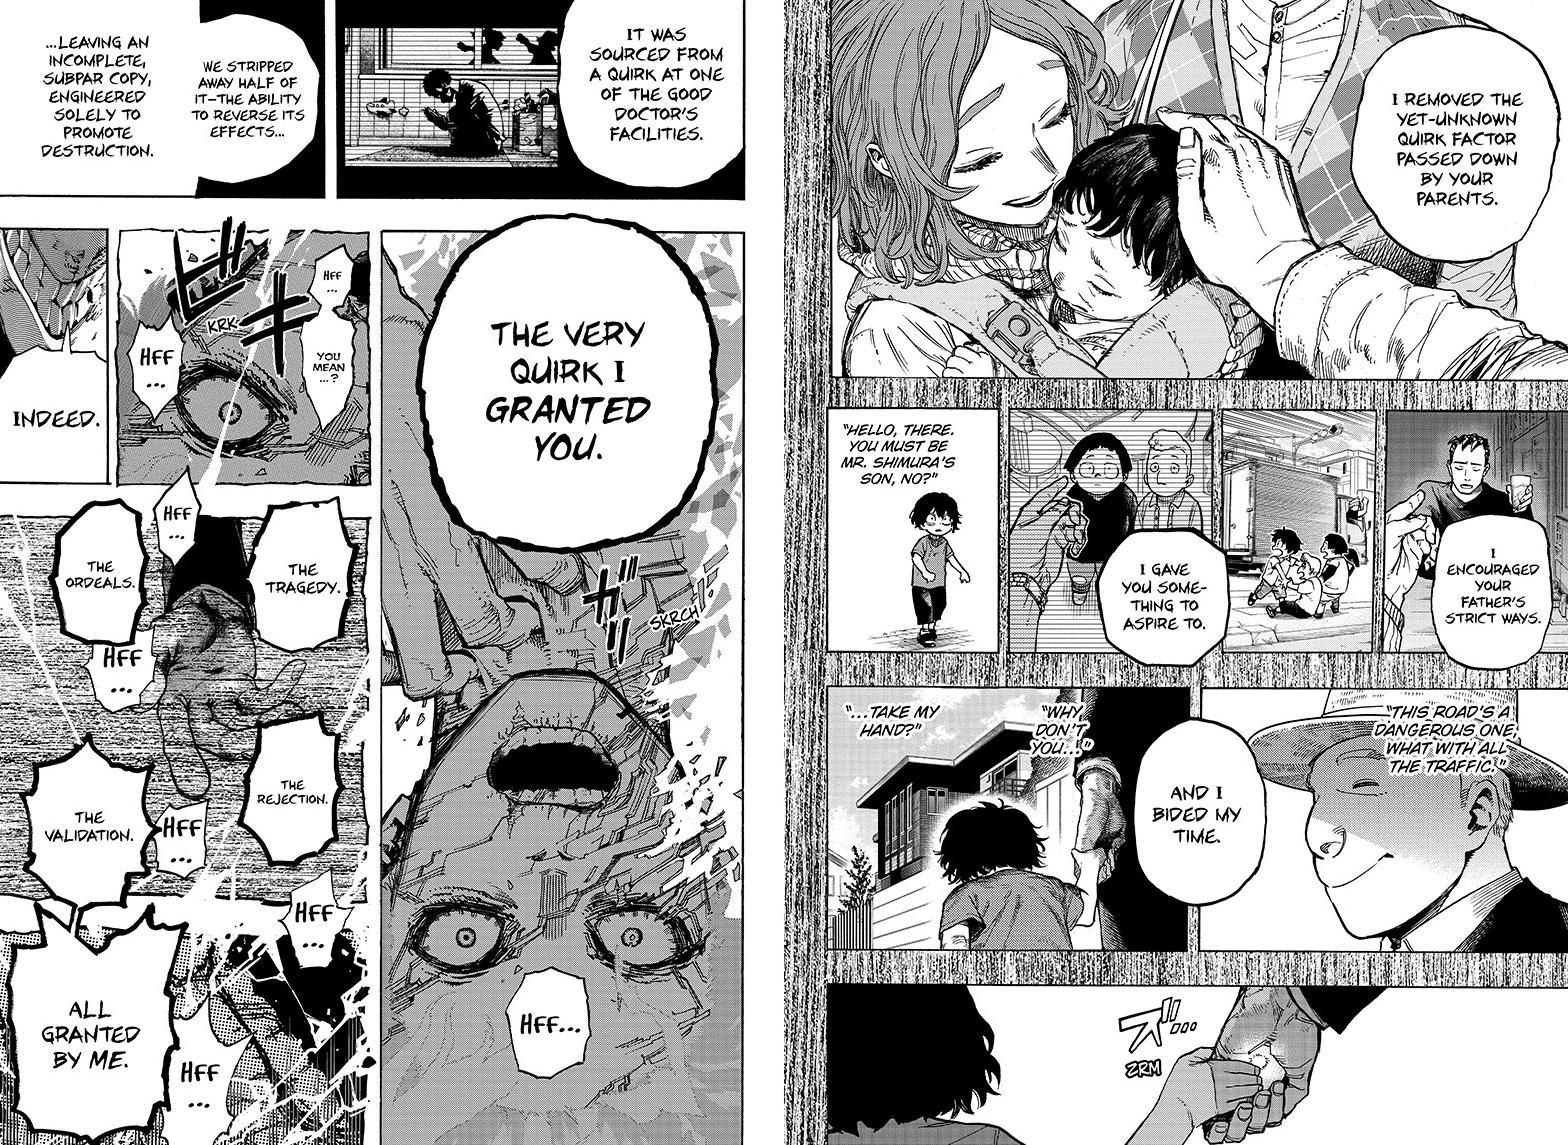 I REMOVED THE
YET-UNKNOWN
QUIRK FACTOR
PASSED DOWN
BY YOUR
PARENTS.
I
ENCOURAGED
YOUR
FATHER'S
STRICT WAYS.
I GAVE
YOU SOME-
THING TO
ASPIRE TO.
"HELLO, THERE.
YOU MUST BE
MR. SHIMURA'S
SON, NO?"
"THIS ROAD'S A
DANGEROUS ONE,
WHAT WITH ALL
THE TRAFFIC."
AND I
BIDED MY
TIME.
"WHY
DON'T
YOU..."
"...TAKE MY
HAND?"
ズ...
ZRM
IT WAS
SOURCED FROM
A QUIRK AT ONE
OF THE GOOD
DOCTOR'S
FACILITIES.
WE STRIPPED
AWAY HALF OF
IT—THE ABILITY
TO REVERSE ITS
EFFECTS...
...LEAVING AN
INCOMPLETE,
SUBPAR COPY,
ENGINEERED
SOLELY TO
PROMOTE
DESTRUCTION.
THE VERY
QUIRK I
GRANTED
YOU.
SKRCH
HFF...
HFF
...
YOU
MEAN
...?
ビキ
KRK
HFF
...
INDEED.
THE
TRAGEDY.
HFF
...
THE
ORDEALS.
HFF
...
THE
REJECTION.
HFF
...
THE
VALIDATION.
HFF
...
ALL
GRANTED
BY ME.
HFF
...